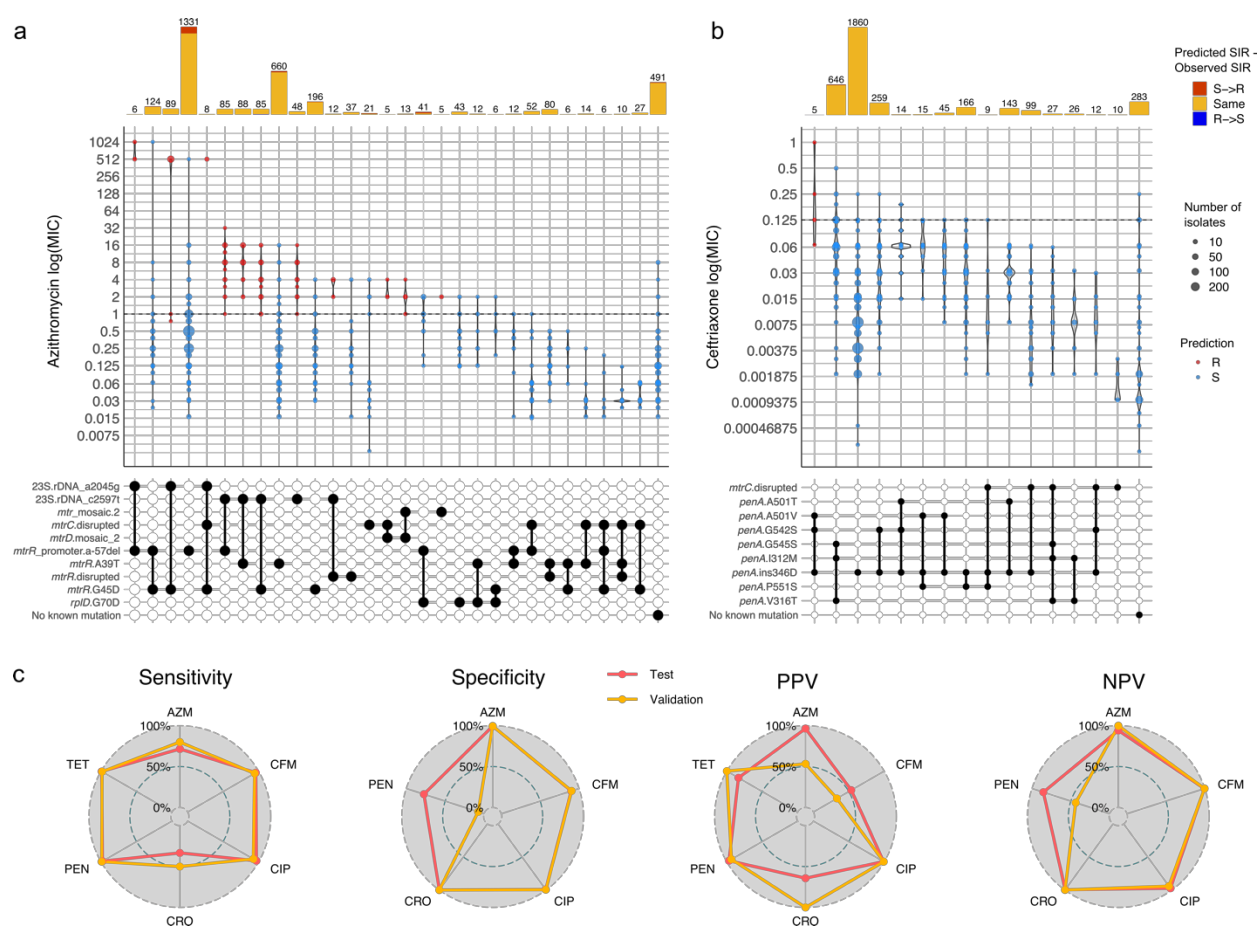 a
1331
6 124 89 8 85 88 85 660 48 196 12 37 21 5 13 41 5 43 12 6 12 52 80 6 14 6 10 27 491
Azithromycin log(MIC)
1024
512
256
128
64
32
16
8
4
2
1
0.5
0.25
0.125
0.06
0.03
0.015
0.0075
23S.rDNA_a2045g
23S.rDNA_c2597t
mtr_mosaic.2
mtrC.disrupted
mtrD.mosaic_2
mtrR_promoter.a-57del
mtrR.A39T
mtrR.disrupted
mtrR.G45D
rplD.G70D
No known mutation
b
1860
5 646 259 14 15 45 166 9 143 99 27 26 12 10 283
Ceftriaxone log(MIC)
1
0.5
0.25
0.125
0.06
0.03
0.015
0.0075
0.00375
0.001875
0.0009375
0.00046875
mtrC.disrupted
penA.A501T
penA.A501V
penA.G542S
penA.G545S
penA.I312M
penA.ins346D
penA.P551S
penA.V316T
No known mutation
Predicted SIR -
Observed SIR
S->R
Same
R->S
Number of
isolates
10
50
100
200
Prediction
R
S
c
Test
Validation
Sensitivity
AZM
100%
TET
CFM
50%
0%
PEN
CIP
CRO
Specificity
AZM
100%
50%
PEN
CFM
0%
CRO
CIP
PPV
AZM
100%
TET
CFM
50%
0%
PEN
CIP
CRO
NPV
AZM
100%
50%
PEN
CFM
0%
CRO
CIP